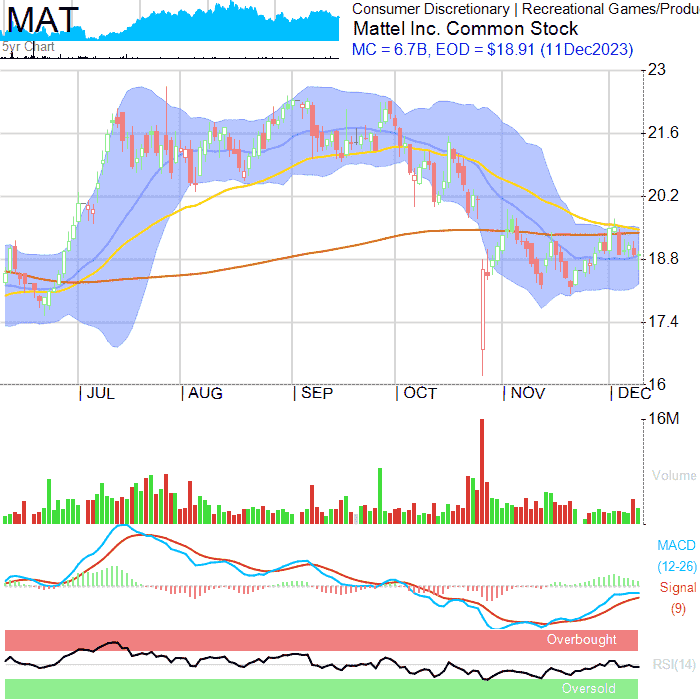 MAT
5yr Chart
Consumer Discretionary | Recreational Games/Produ
Mattel Inc. Common Stock
MC = 6.7B, EOD = $18.91 (11Dec2023)
23
21.6
20.2
18.8
17.4
16
JUL AUG SEP OCT NOV DEC
16M
Volume
MACD
(12-26)
Signal
(9)
Overbought
RSI(14)
Oversold